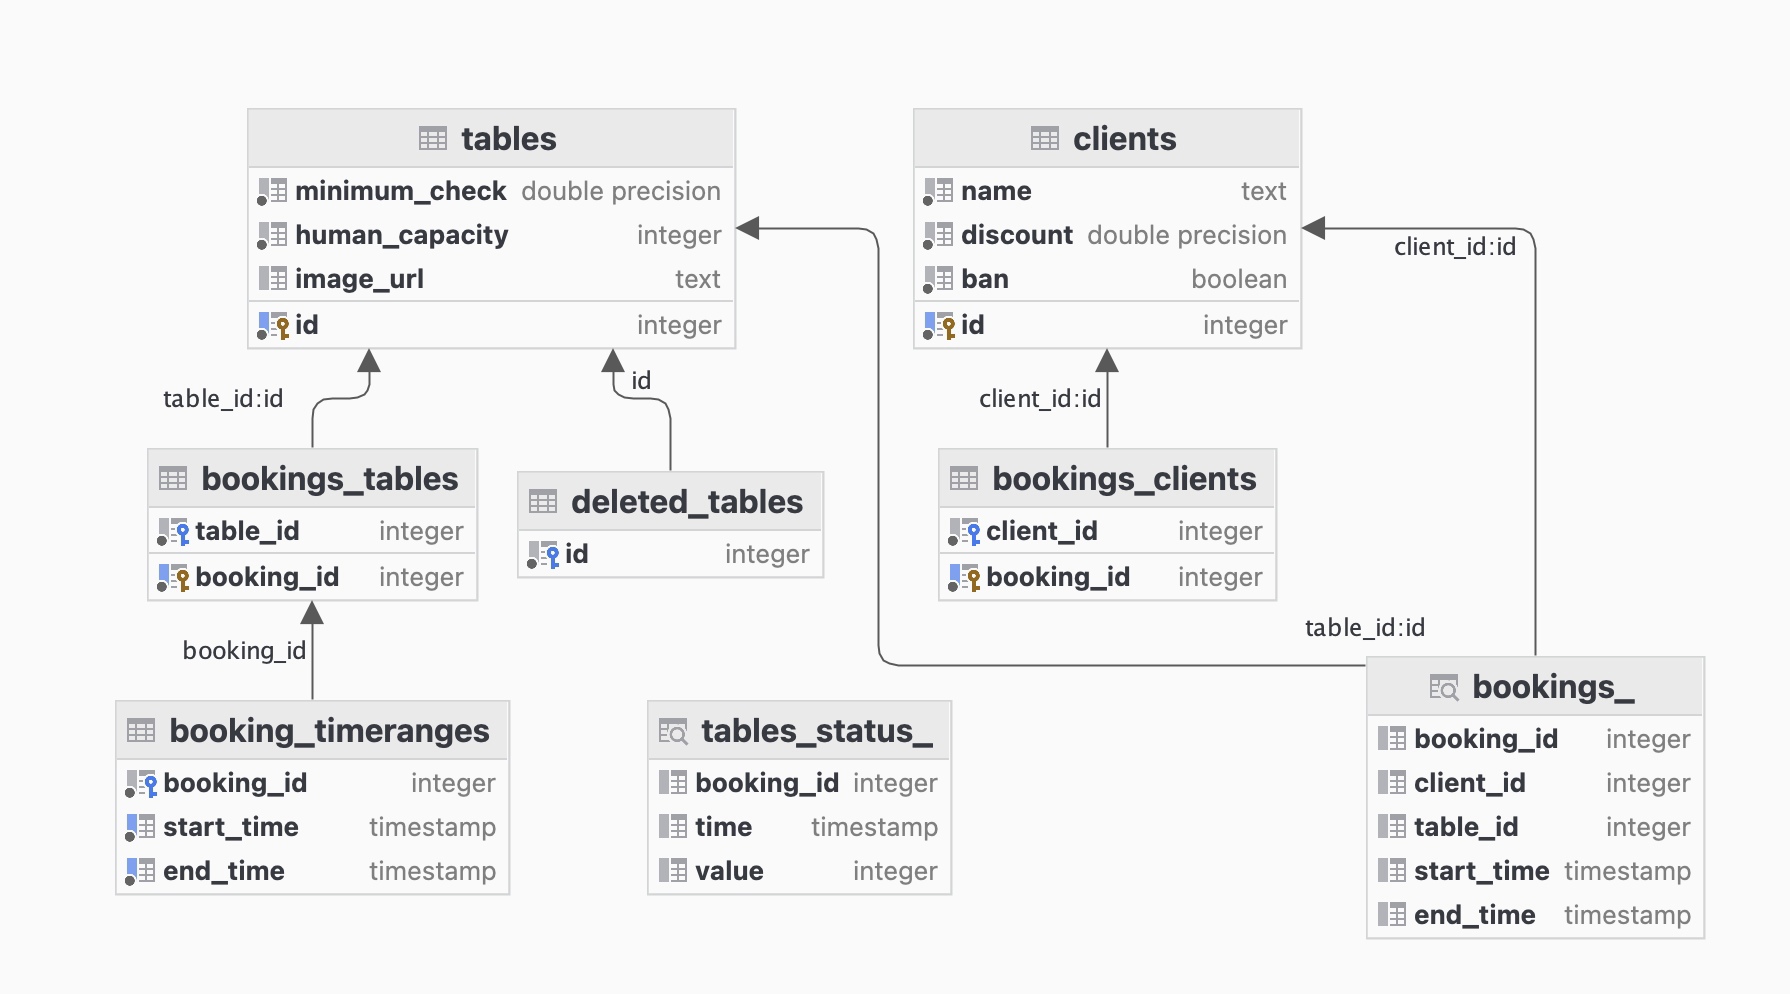 tables
minimum_check double precision
human_capacity integer
image_url text
id integer
clients
name text
discount double precision
ban boolean
id integer
client_id:id
table_id:id
id
client_id:id
bookings_tables
table_id integer
booking_id integer
deleted_tables
id integer
bookings_clients
client_id integer
booking_id integer
booking_id
table_id:id
booking_timeranges
booking_id integer
start_time timestamp
end_time timestamp
tables_status_
booking_id integer
time timestamp
value integer
bookings_
booking_id integer
client_id integer
table_id integer
start_time timestamp
end_time timestamp